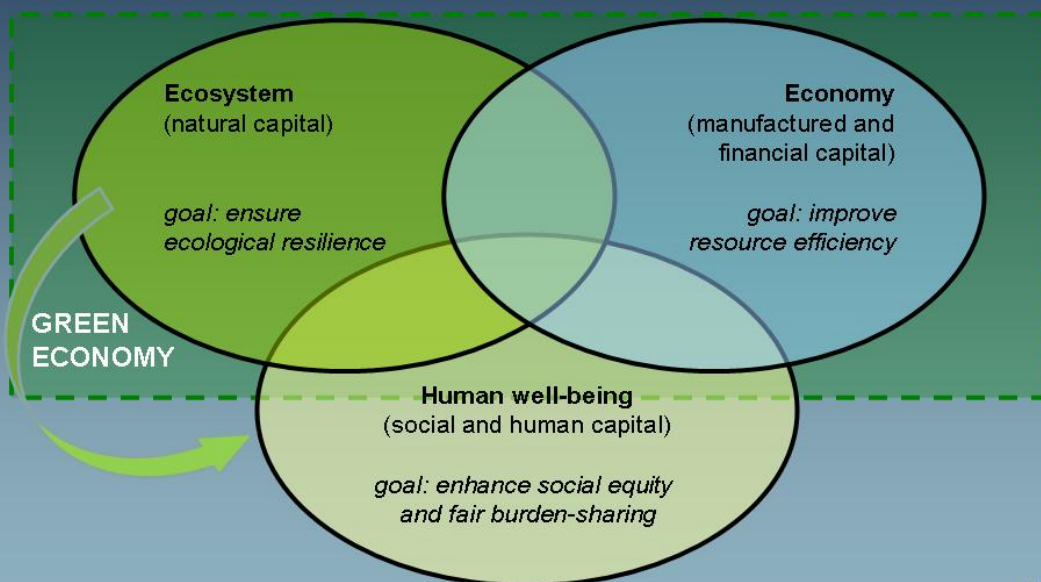 Ecosystem
(natural capital)
goal: ensure
ecological resilience
Economy
(manufactured and
financial capital)
goal: improve
resource efficiency
GREEN
ECONOMY
Human well-being
(social and human capital)
goal: enhance social equity
and fair burden-sharing